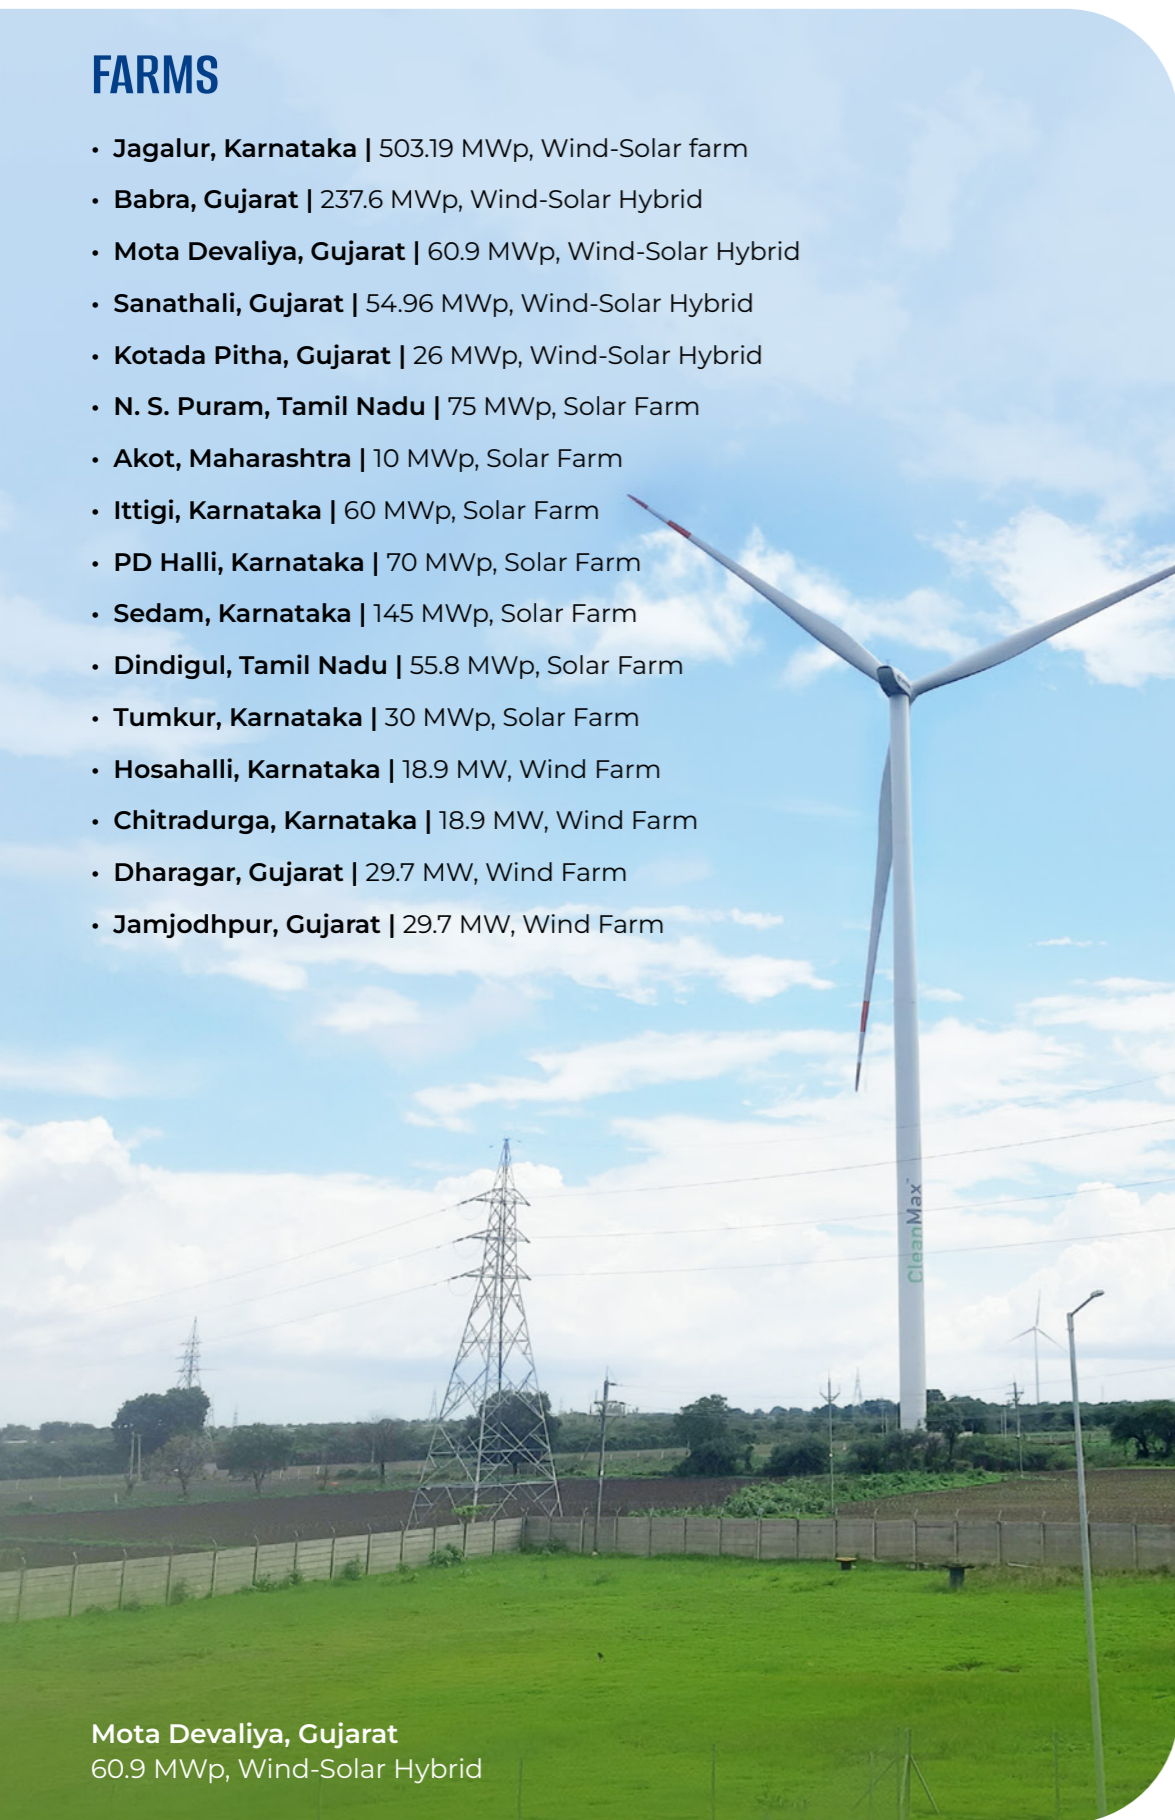 FARMS
• Jagalur, Karnataka | 503.19 MWp, Wind-Solar farm
• Babra, Gujarat | 237.6 MWp, Wind-Solar Hybrid
• Mota Devaliya, Gujarat | 60.9 MWp, Wind-Solar Hybrid
• Sanathali, Gujarat | 54.96 MWp, Wind-Solar Hybrid
• Kotada Pitha, Gujarat | 26 MWp, Wind-Solar Hybrid
• N. S. Puram, Tamil Nadu | 75 MWp, Solar Farm
• Akot, Maharashtra | 10 MWp, Solar Farm
• Ittigi, Karnataka | 60 MWp, Solar Farm
• PD Halli, Karnataka | 70 MWp, Solar Farm
• Sedam, Karnataka | 145 MWp, Solar Farm
• Dindigul, Tamil Nadu | 55.8 MWp, Solar Farm
• Tumkur, Karnataka | 30 MWp, Solar Farm
• Hosahalli, Karnataka | 18.9 MW, Wind Farm
• Chitradurga, Karnataka | 18.9 MW, Wind Farm
• Dharagar, Gujarat | 29.7 MW, Wind Farm
• Jamjodhpur, Gujarat | 29.7 MW, Wind Farm
CleanMax
Mota Devaliya, Gujarat
60.9 MWp, Wind-Solar Hybrid